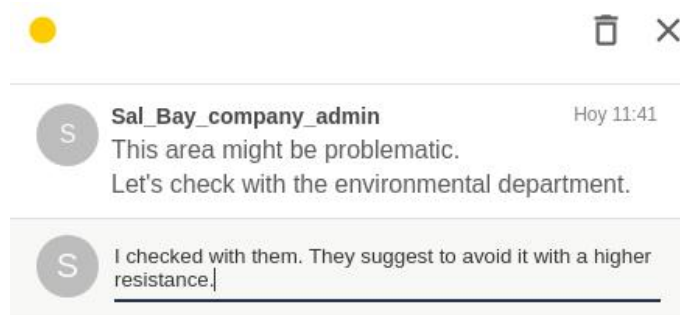 Sal_Bay_company_admin Hoy 11:41
S
This area might be problematic.
Let's check with the environmental department.
S
I checked with them. They suggest to avoid it with a higher
resistance.